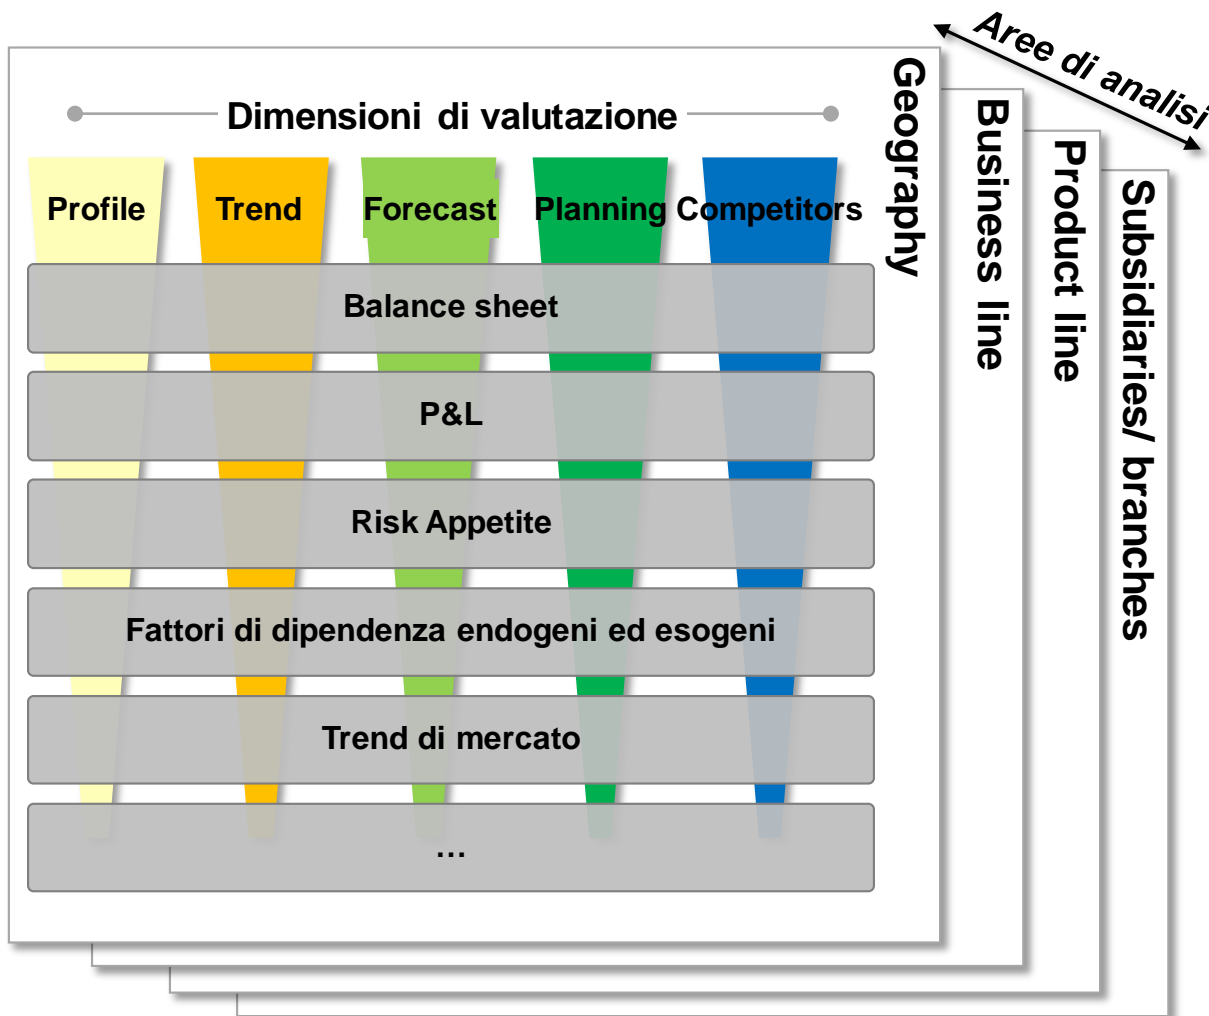 Aree di analisi
Dimensioni di valutazione
Geography
Business line
Product line
Subsidiaries/ branches
Profile
Trend
Forecast
Planning
Competitors
Balance sheet
P&L
Risk Appetite
Fattori di dipendenza endogeni ed esogeni
Trend di mercato
…